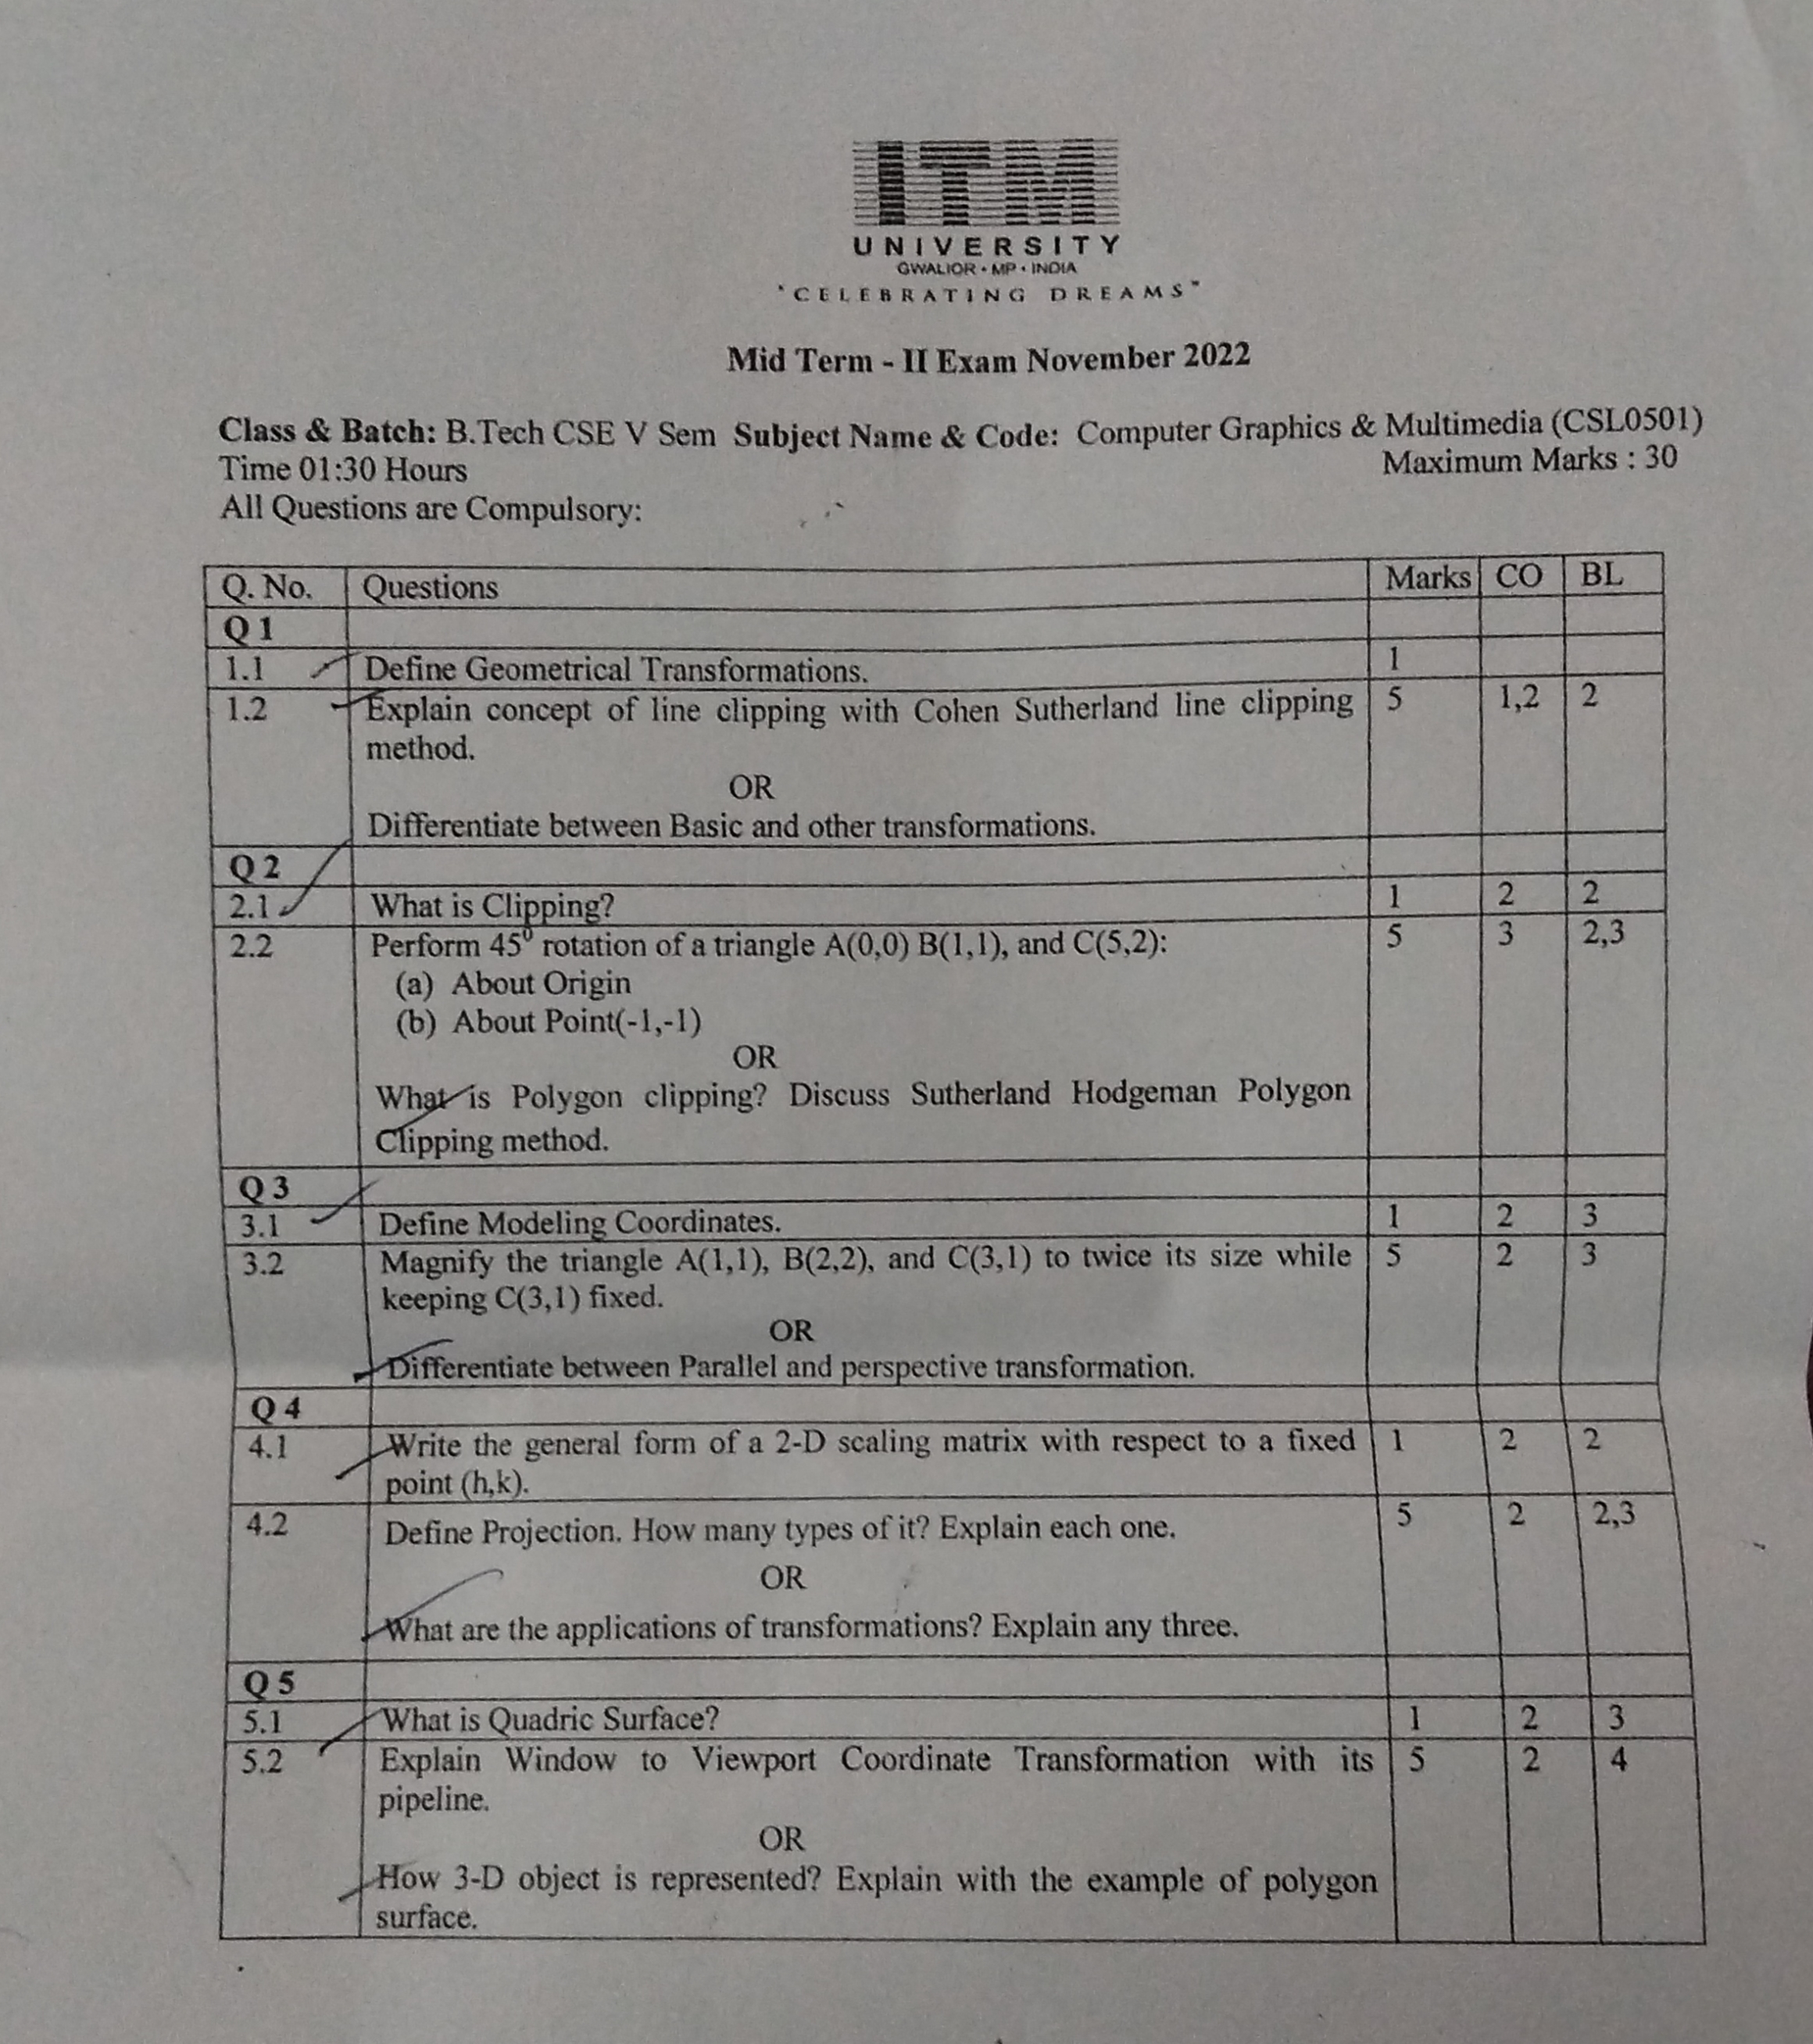 ITM
UNIVERSITY
GWALIOR • MP • INDIA
"CELEBRATING DREAMS"
Mid Term - II Exam November 2022
Class & Batch: B.Tech CSE V Sem Subject Name & Code: Computer Graphics & Multimedia (CSL0501)
Time 01:30 Hours Maximum Marks : 30
All Questions are Compulsory:
Q. No. Questions Marks CO BL
Q 1
1.1 Define Geometrical Transformations. 1
1.2 Explain concept of line clipping with Cohen Sutherland line clipping 5 1,2 2
method.
OR
Differentiate between Basic and other transformations.
Q 2
2.1 What is Clipping? 1 2 2
2.2 Perform 45⁰ rotation of a triangle A(0,0) B(1,1), and C(5,2): 5 3 2,3
(a) About Origin
(b) About Point(-1,-1)
OR
What is Polygon clipping? Discuss Sutherland Hodgeman Polygon
Clipping method.
Q 3
3.1 Define Modeling Coordinates. 1 2 3
3.2 Magnify the triangle A(1,1), B(2,2), and C(3,1) to twice its size while 5 2 3
keeping C(3,1) fixed.
OR
Differentiate between Parallel and perspective transformation.
Q 4
4.1 Write the general form of a 2-D scaling matrix with respect to a fixed 1 2 2
point (h,k).
4.2 Define Projection. How many types of it? Explain each one. 5 2 2,3
OR
What are the applications of transformations? Explain any three.
Q 5
5.1 What is Quadric Surface? 1 2 3
5.2 Explain Window to Viewport Coordinate Transformation with its 5 2 4
pipeline.
OR
How 3-D object is represented? Explain with the example of polygon
surface.